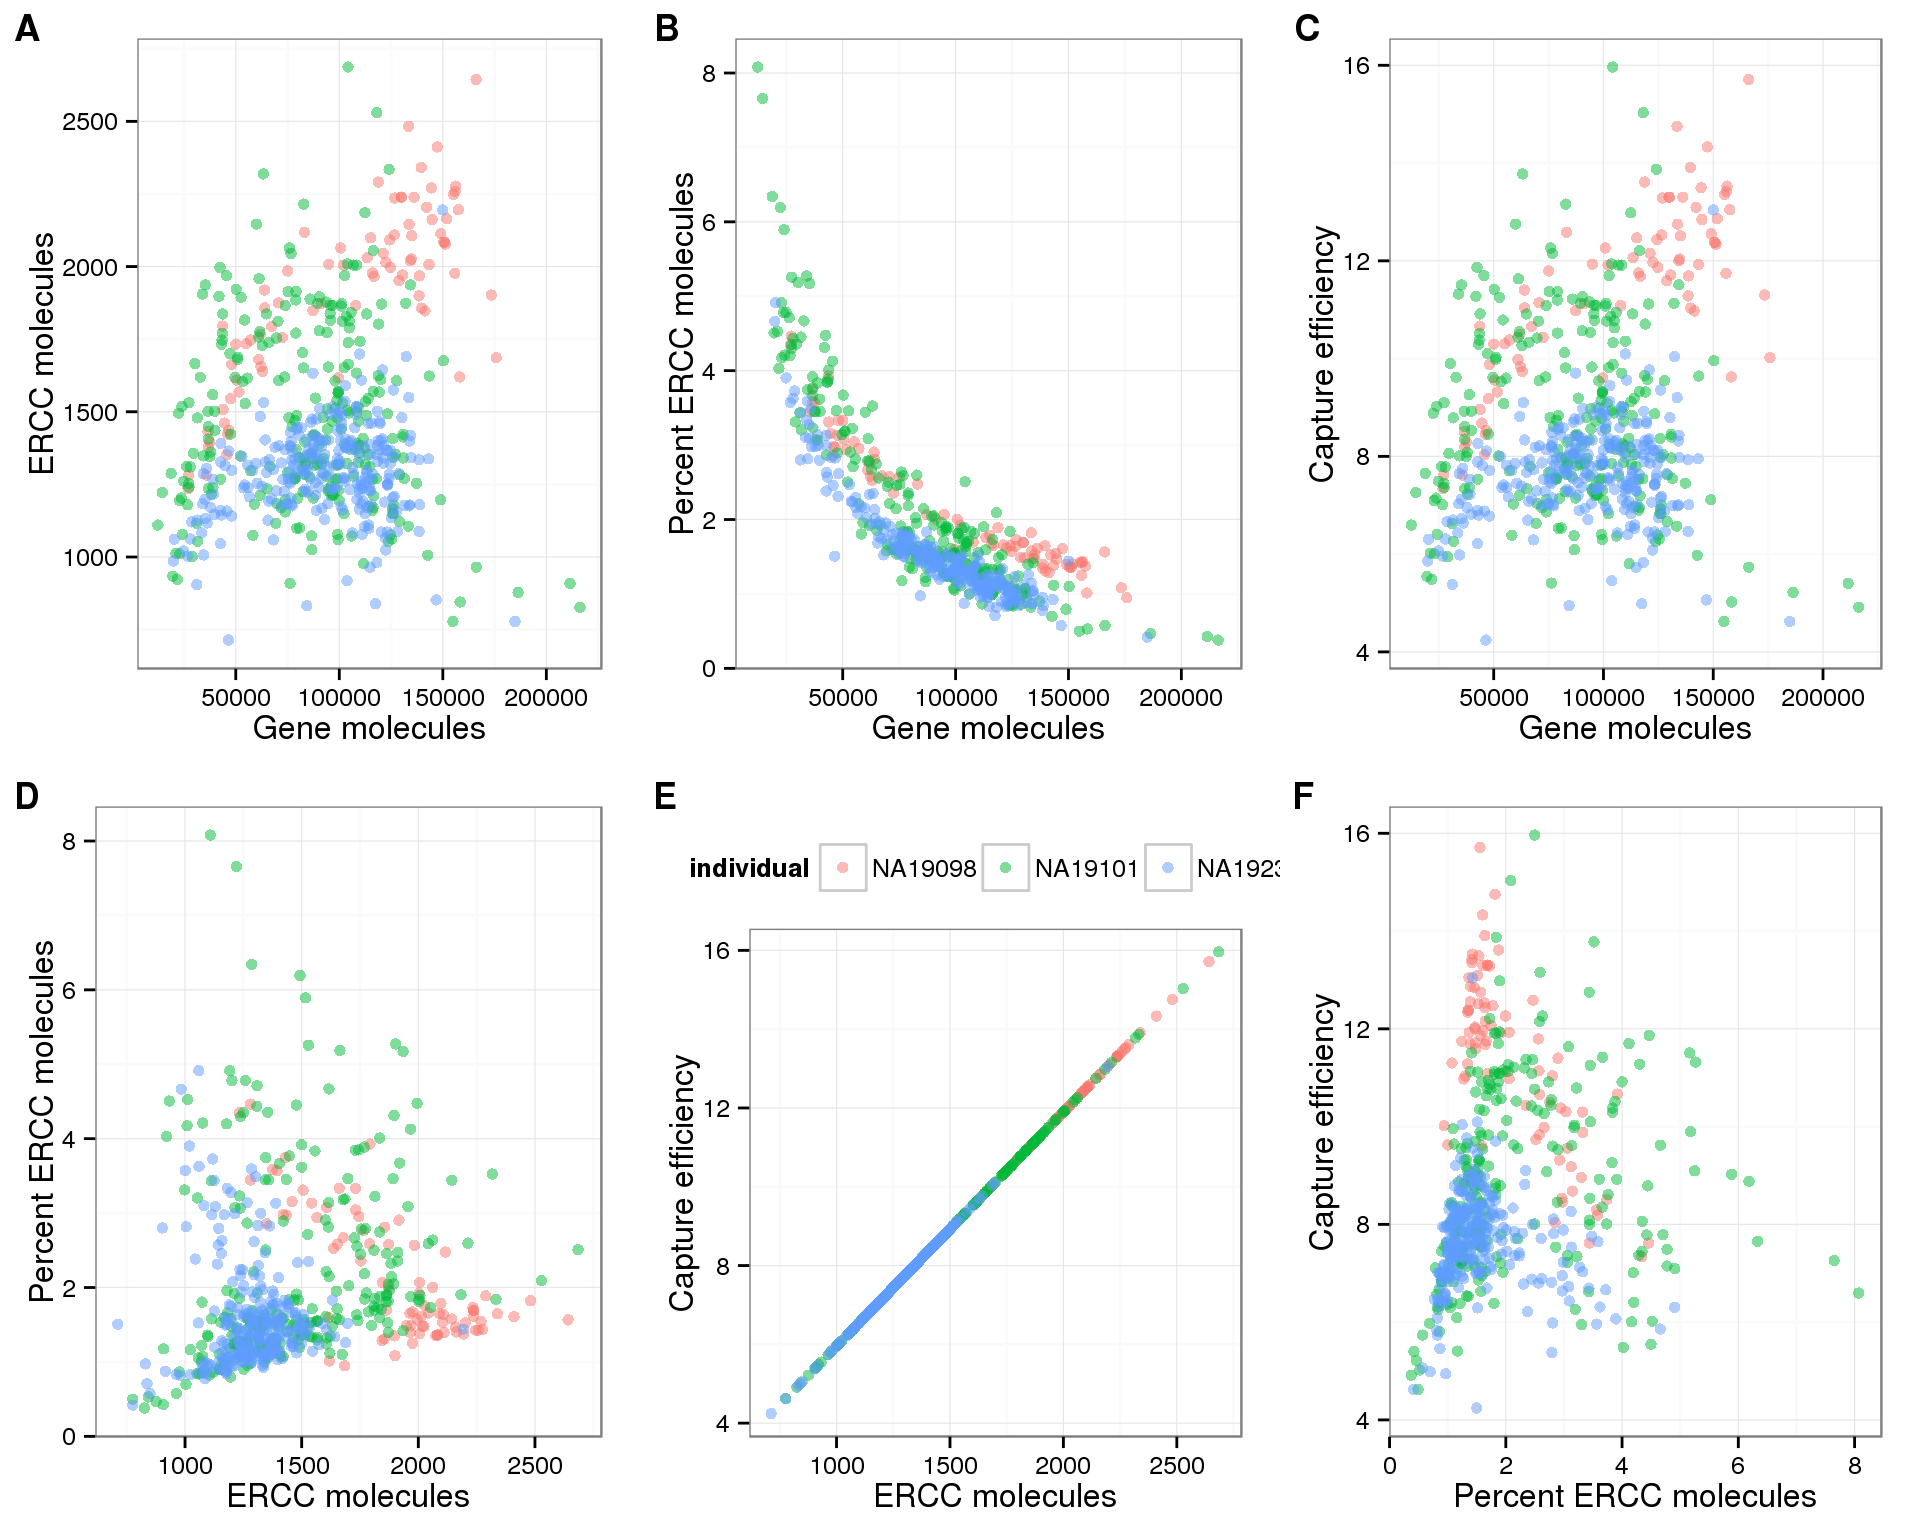 A
ERCC molecules
2500
2000
1500
1000
50000 100000 150000 200000
Gene molecules
B
Percent ERCC molecules
8
6
4
2
0
50000 100000 150000 200000
Gene molecules
C
Capture efficiency
16
12
8
4
50000 100000 150000 200000
Gene molecules
D
Percent ERCC molecules
8
6
4
2
0
1000 1500 2000 2500
ERCC molecules
E
individual NA19098 NA19101
Capture efficiency
16
12
8
4
1000 1500 2000 2500
ERCC molecules
F
Capture efficiency
16
12
8
4
0 2 4 6 8
Percent ERCC molecules